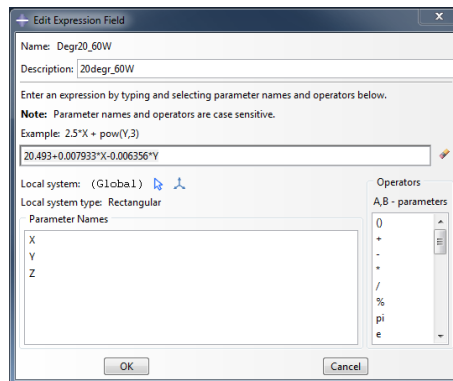 Edit Expression Field
x
Name: Degr20_60W
Description: 20degr_60W
Enter an expression by typing and selecting parameter names and operators below.
Note: Parameter names and operators are case sensitive.
Example: 2.5*X + pow(Y,3)
20.493+0.007933*X-0.006356*Y
Local system: (Global)
Local system type: Rectangular
Parameter Names
X
Y
Z
Operators
A,B - parameters
()
+
-
*
/
%
pi
e
OK
Cancel